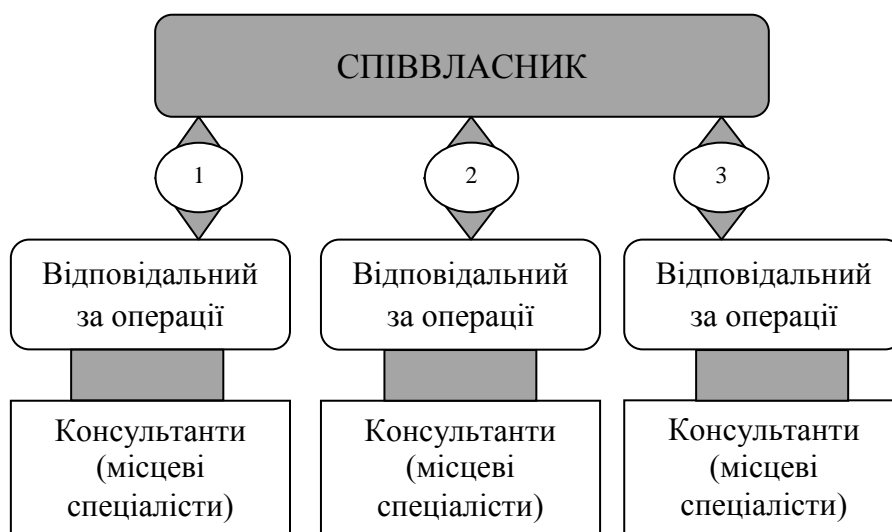 СПІВВЛАСНИК
1
2
3
Відповідальний
за операції
Відповідальний
за операції
Відповідальний
за операції
Консультанти
(місцеві
спеціалісти)
Консультанти
(місцеві
спеціалісти)
Консультанти
(місцеві
спеціалісти)